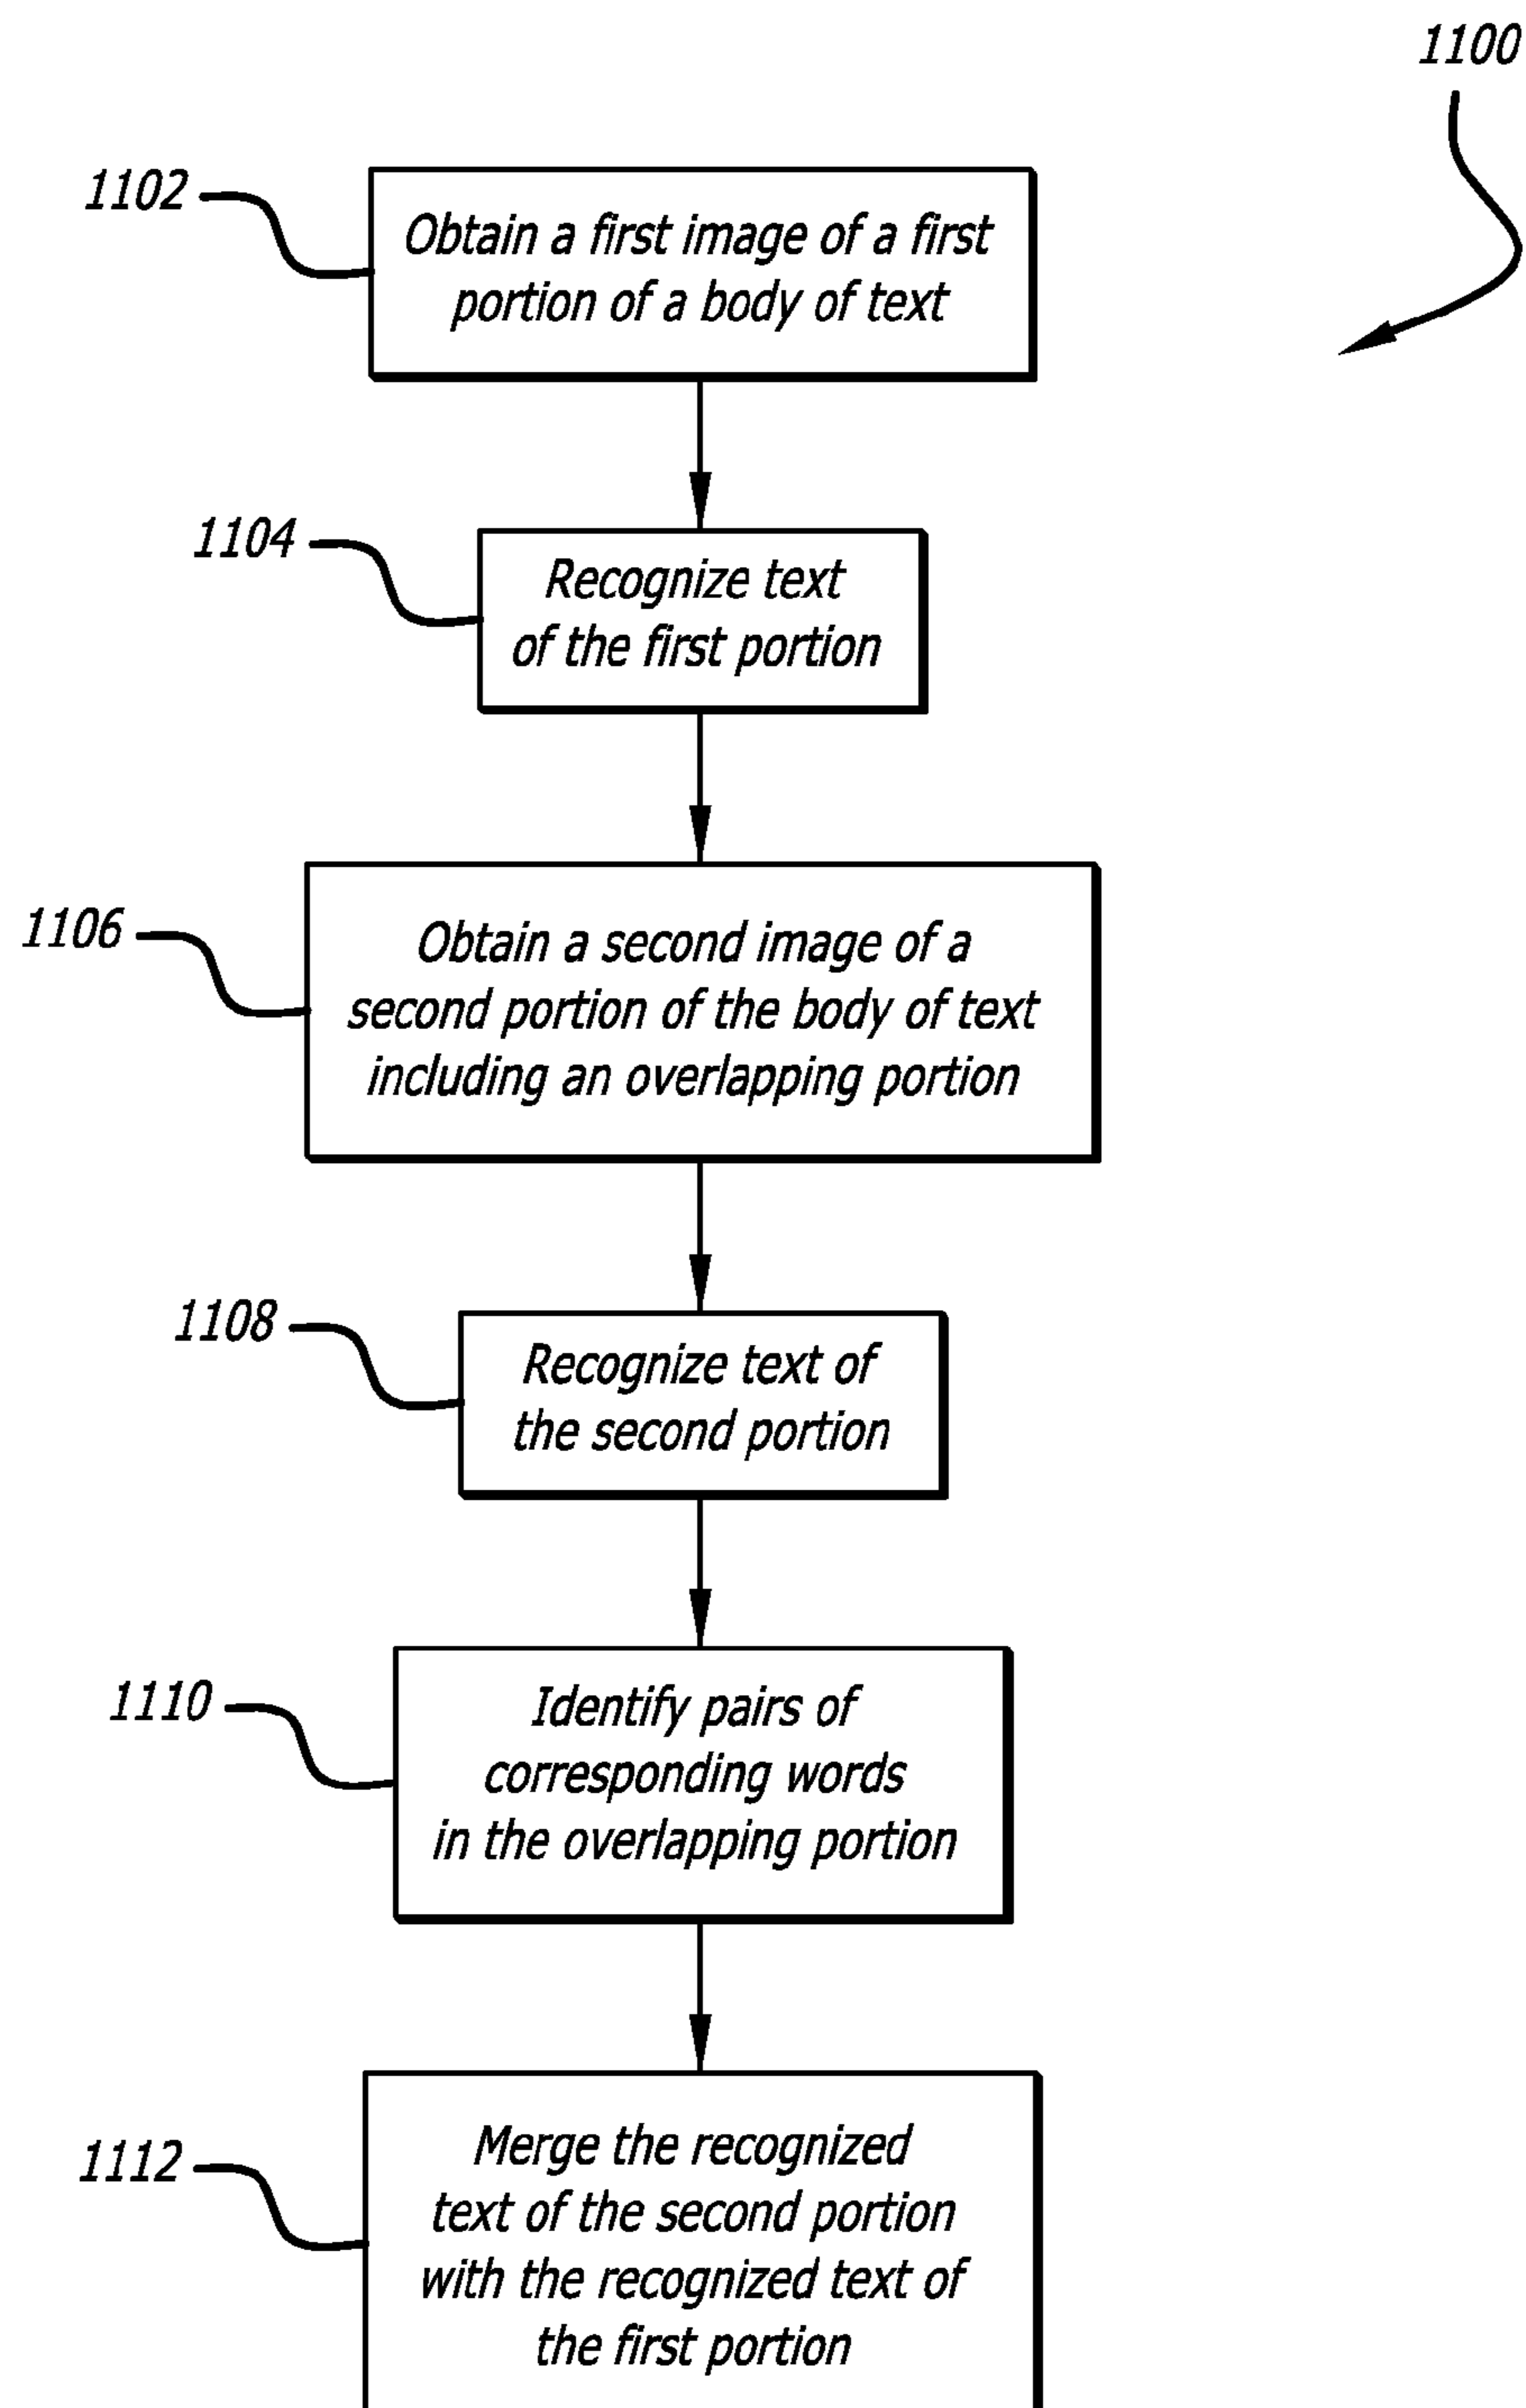 1100
1102
Obtain a first image of a first
portion of a body of text
1104
Recognize text
of the first portion
1106
Obtain a second image of a
second portion of the body of text
including an overlapping portion
1108
Recognize text of
the second portion
1110
Identify pairs of
corresponding words
in the overlapping portion
1112
Merge the recognized
text of the second portion
with the recognized text of
the first portion